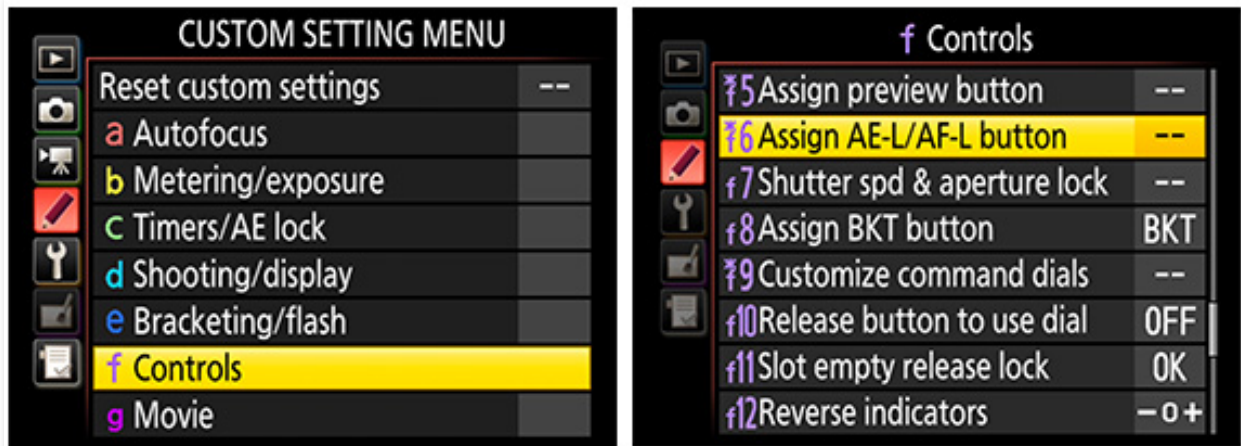 CUSTOM SETTING MENU
Reset custom settings --
a Autofocus
b Metering/exposure
c Timers/AE lock
d Shooting/display
e Bracketing/flash
f Controls
g Movie
f Controls
f5 Assign preview button --
f6 Assign AE-L/AF-L button --
f7 Shutter spd & aperture lock --
f8 Assign BKT button BKT
f9 Customize command dials --
f10 Release button to use dial OFF
f11 Slot empty release lock OK
f12 Reverse indicators -0+